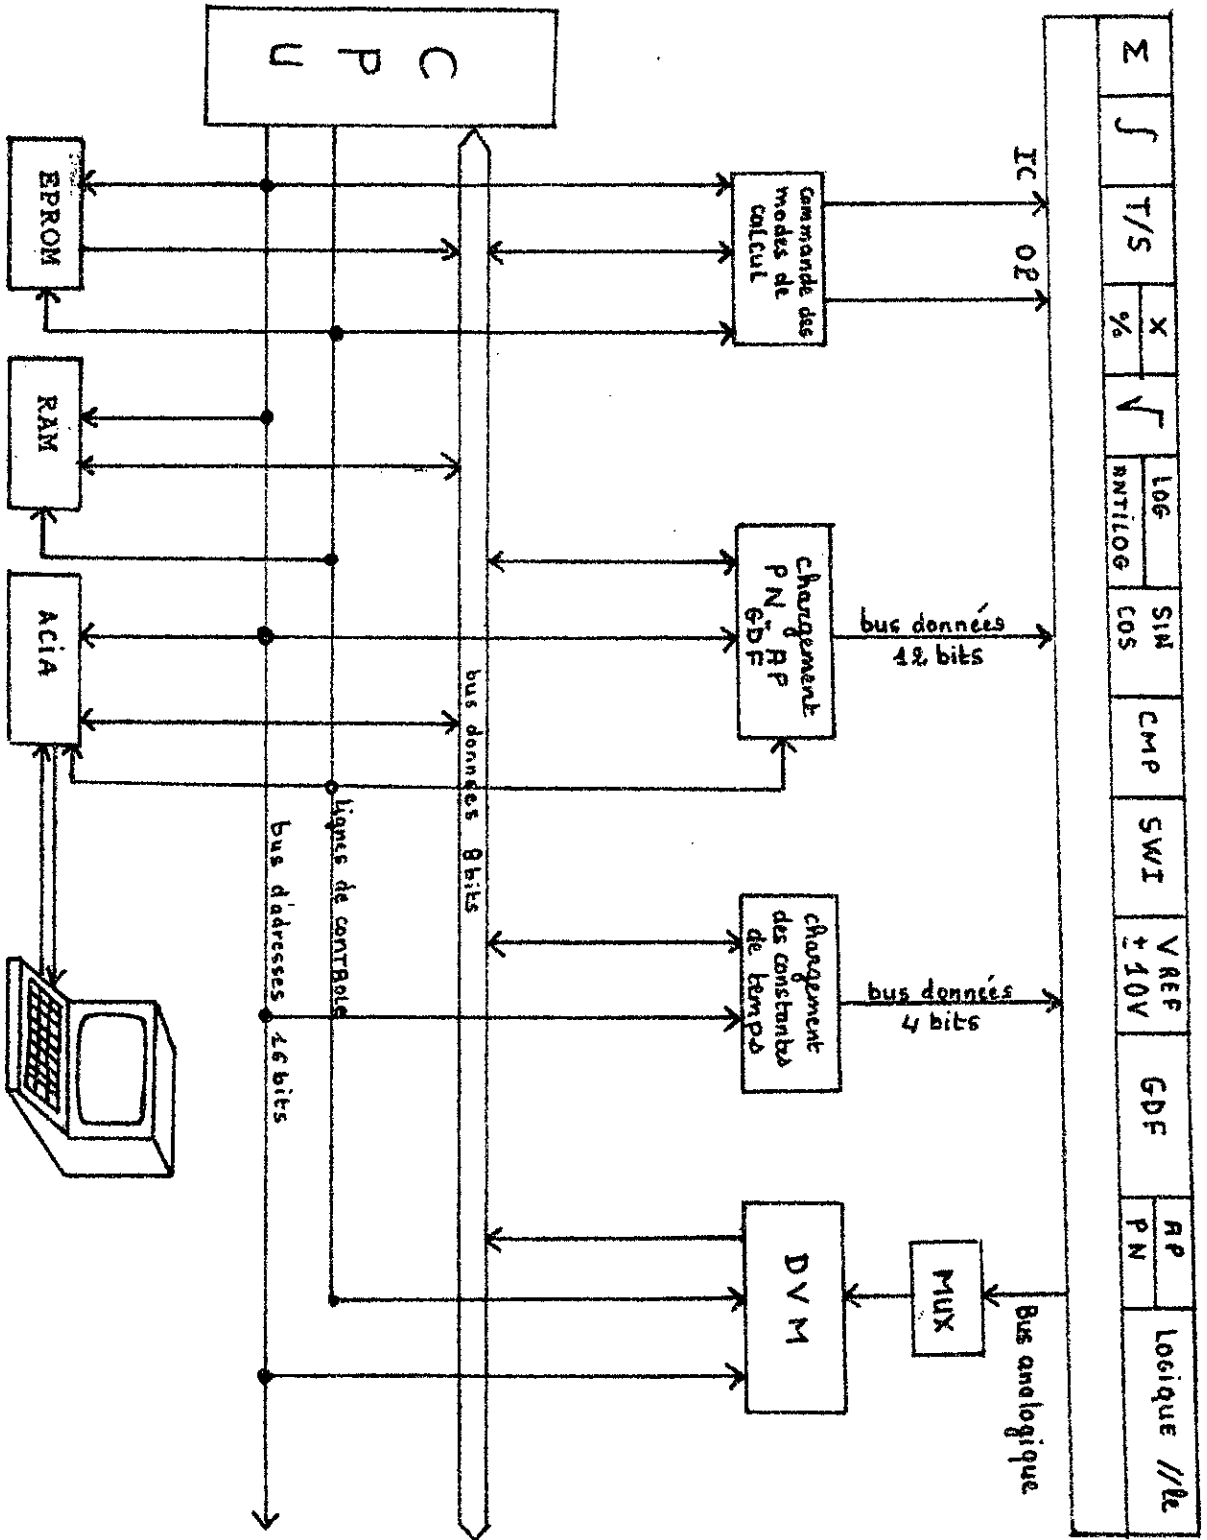 Σ
∫
T/S
X
%
√
LOG
ANTILOG
SIN
COS
CMP
SWI
V REF
± 10V
GDF
AP
PN
LOGIQUE //le
IC
OP
bus données
12 bits
bus données
4 bits
Bus analogique
commande des
modes de
calcul
chargement
PN - AP
GDF
chargement
des constantes
de temps
MUX
DVM
C
P
U
bus données 8 bits
lignes de CONTROLE
bus d'adresses 16 bits
EPROM
RAM
ACiA